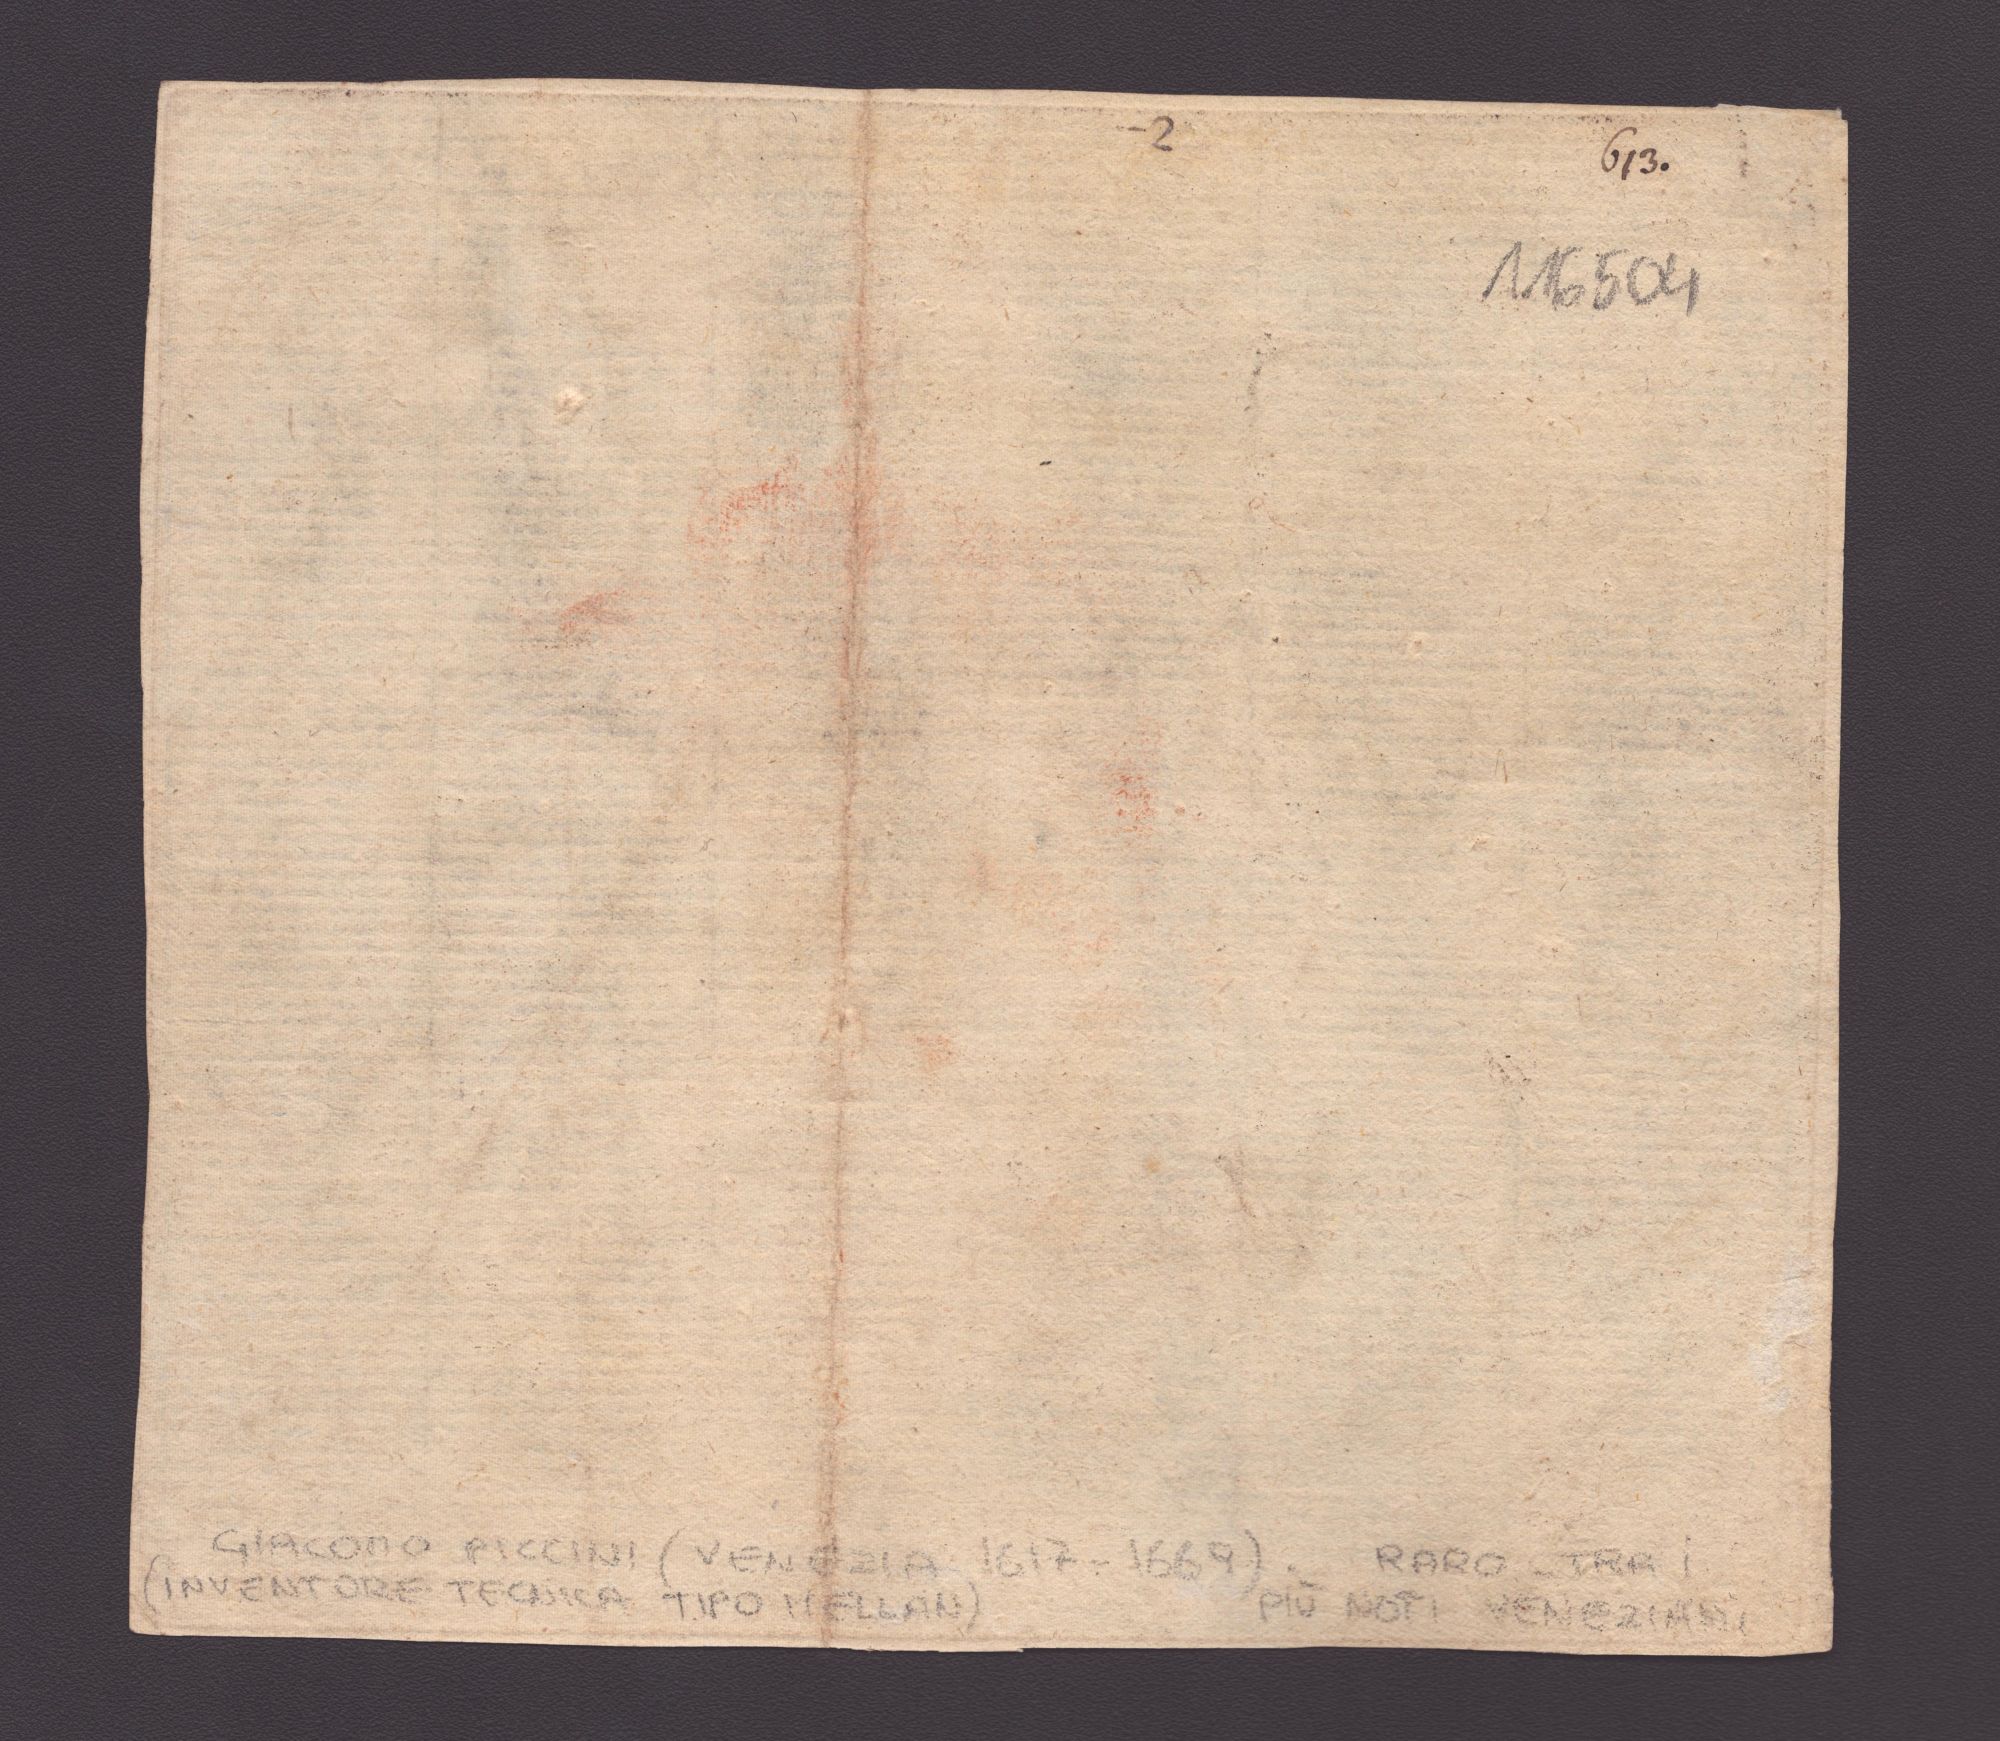 -2
613.
116504
GIACOMO PICCINI (VENEZIA 1617-1669). RARO - TRA I
(INVENTORE TECNICA TIPO MELLAN) PIÙ NOTI VENEZIANI